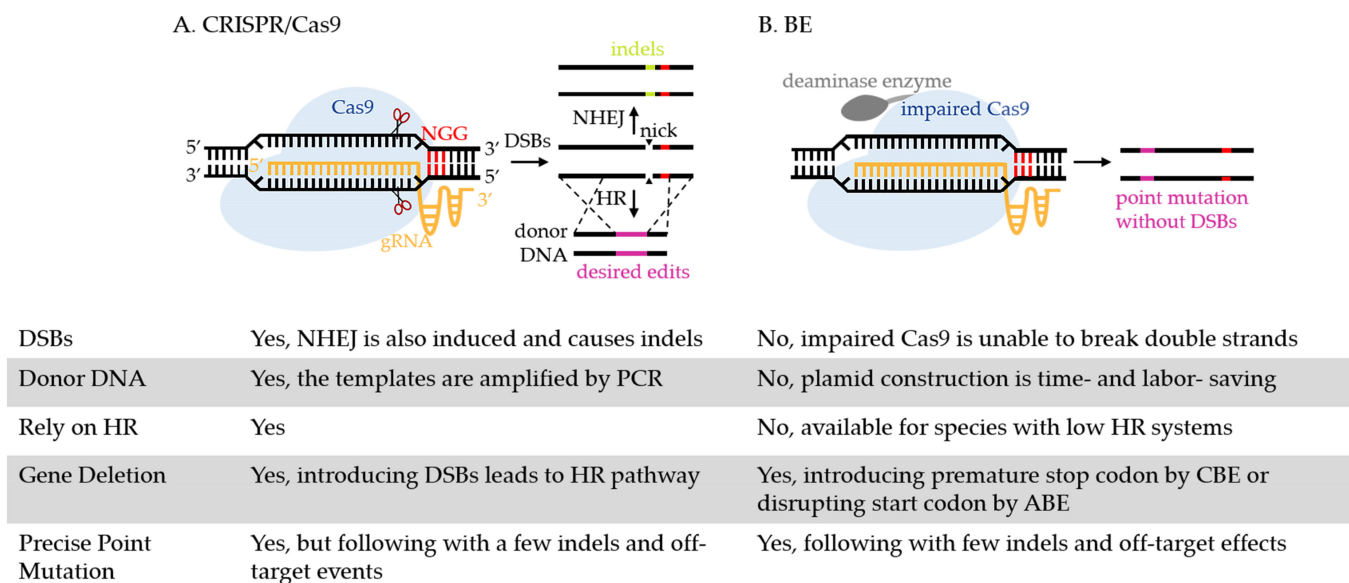 A. CRISPR/Cas9
indels
Cas9
NGG
5′
3′
5′
3′
5′
3′
gRNA
DSBs
NHEJ
nick
HR
donor
DNA
desired edits
B. BE
deaminase enzyme
impaired Cas9
point mutation
without DSBs
DSBs
Yes, NHEJ is also induced and causes indels
No, impaired Cas9 is unable to break double strands
Donor DNA
Yes, the templates are amplified by PCR
No, plamid construction is time- and labor- saving
Rely on HR
Yes
No, available for species with low HR systems
Gene Deletion
Yes, introducing DSBs leads to HR pathway
Yes, introducing premature stop codon by CBE or
disrupting start codon by ABE
Precise Point
Mutation
Yes, but following with a few indels and off-
target events
Yes, following with few indels and off-target effects